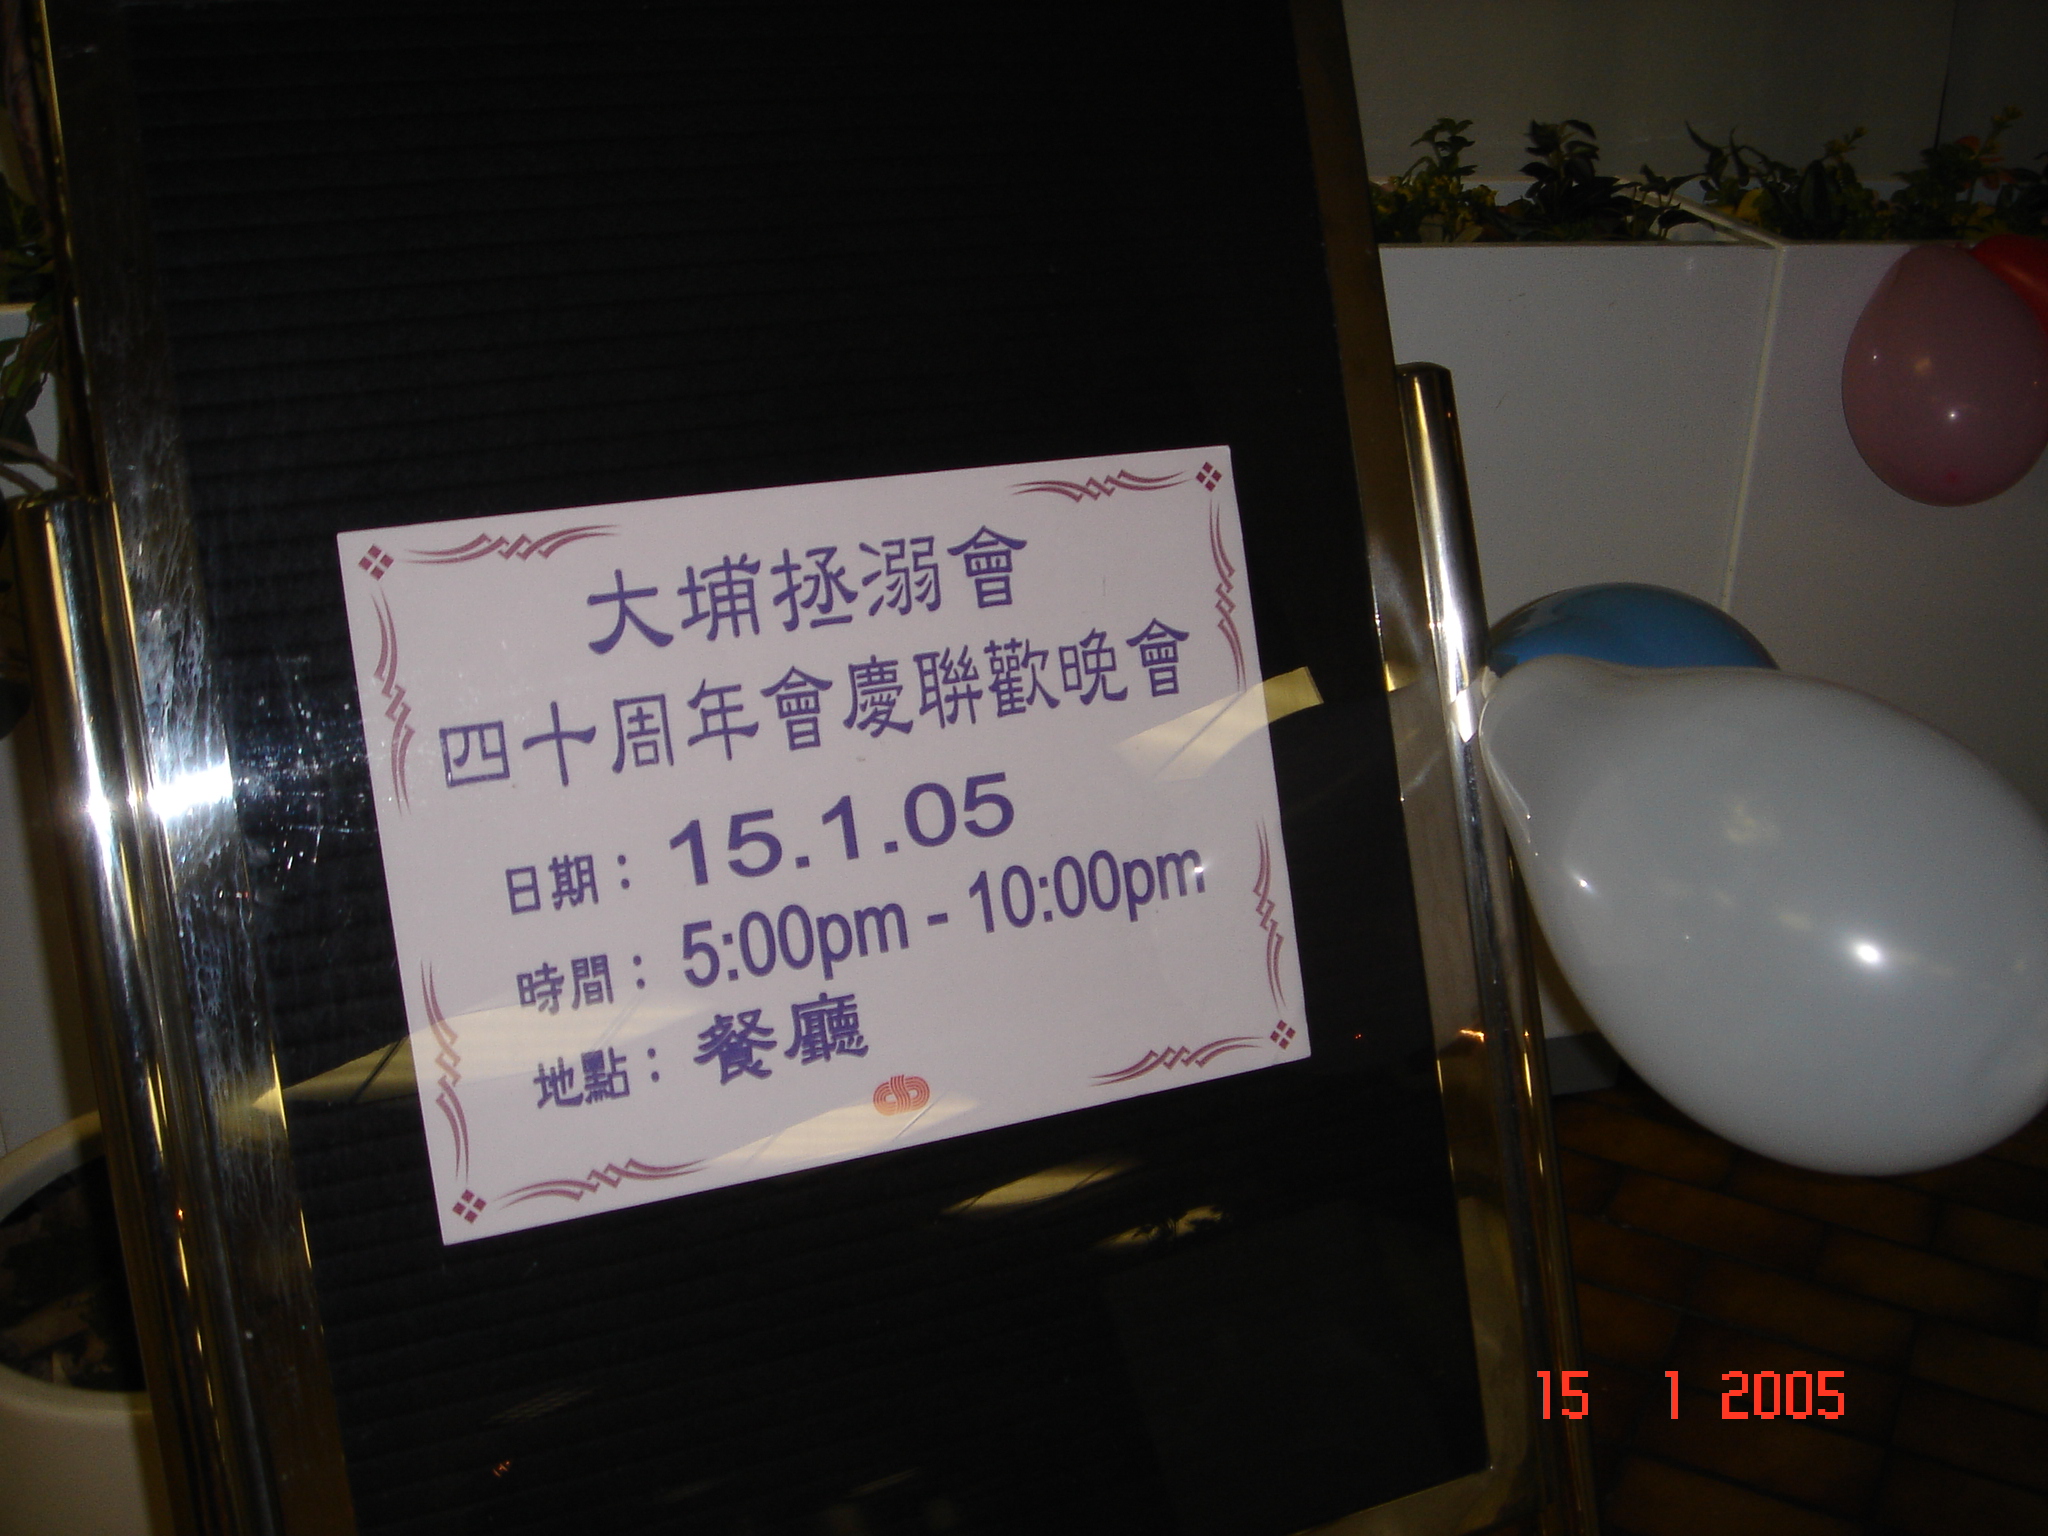 大埔拯溺會
四十周年會慶聯歡晚會
日期： 15.1.05
時間： 5:00pm - 10:00pm
地點： 餐廳
15 1 2005